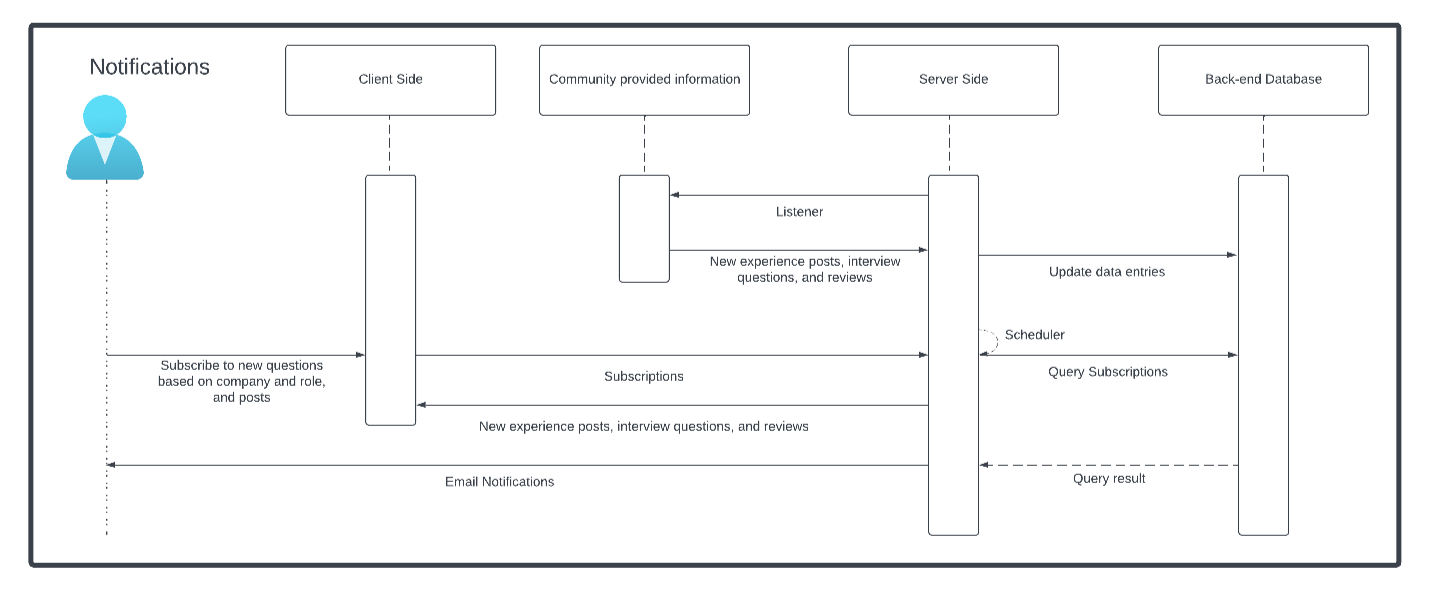 Notifications
Client Side
Community provided information
Server Side
Back-end Database
Listener
New experience posts, interview
questions, and reviews
Update data entries
Scheduler
Subscribe to new questions
based on company and role,
and posts
Subscriptions
Query Subscriptions
New experience posts, interview questions, and reviews
Email Notifications
Query result